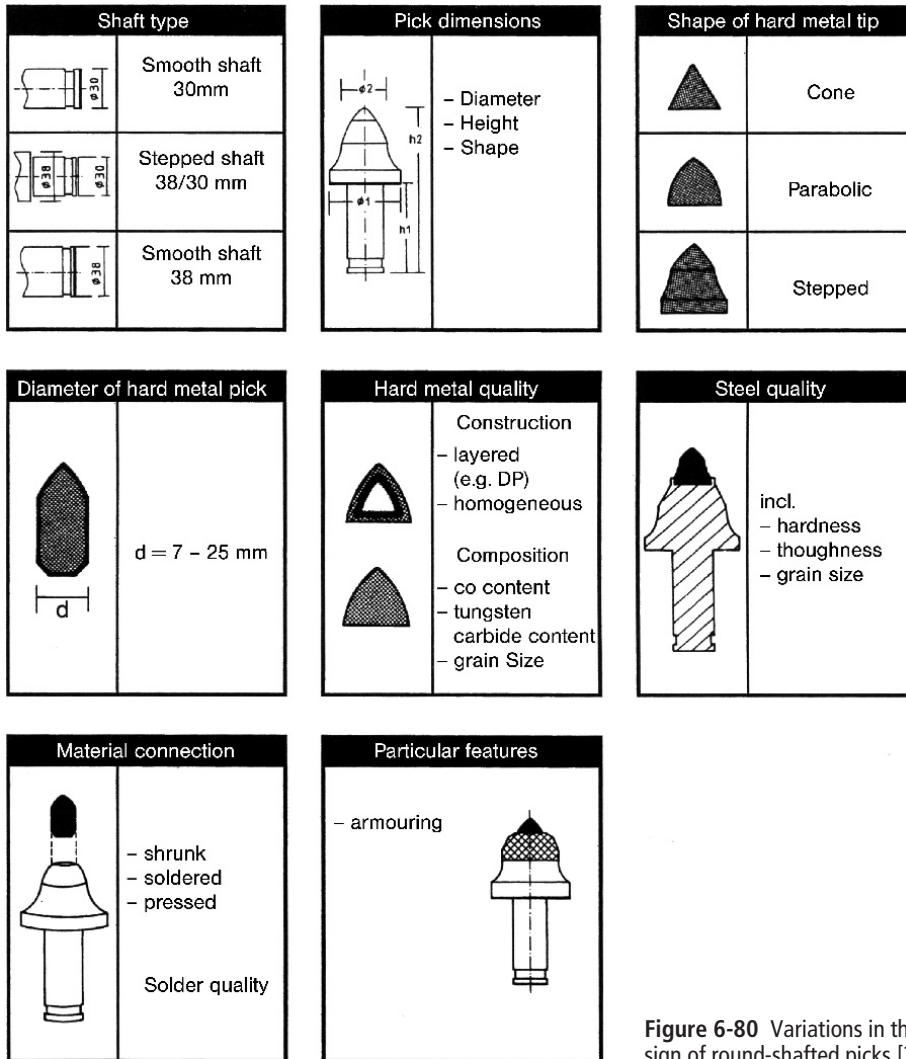 Shaft type
ø30
Smooth shaft
30mm
ø38
ø30
Stepped shaft
38/30 mm
ø38
Smooth shaft
38 mm
Pick dimensions
ø2
h2
ø1
h1
– Diameter
– Height
– Shape
Shape of hard metal tip
Cone
Parabolic
Stepped
Diameter of hard metal pick
d
d = 7 – 25 mm
Hard metal quality
Construction
– layered
(e.g. DP)
– homogeneous
Composition
– co content
– tungsten
carbide content
– grain Size
Steel quality
incl.
– hardness
– thoughness
– grain size
Material connection
– shrunk
– soldered
– pressed
Solder quality
Particular features
– armouring
Figure 6-80 Variations in th
sign of round-shafted picks [